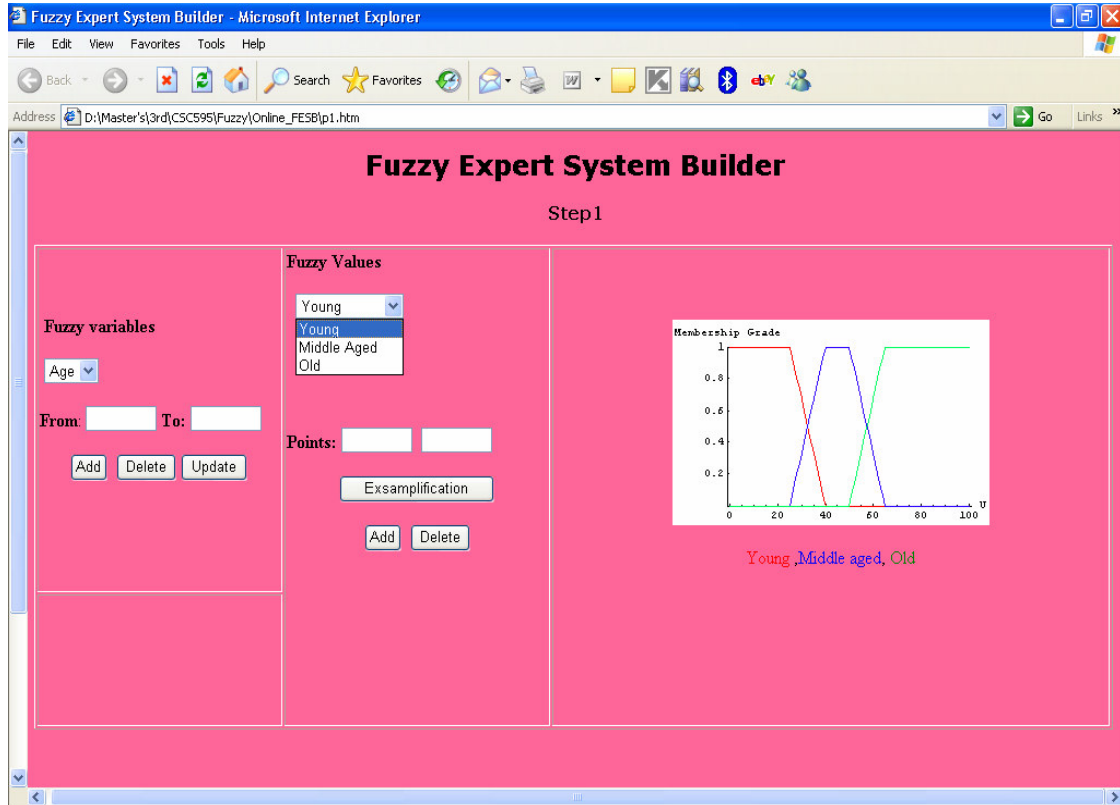 Fuzzy Expert System Builder - Microsoft Internet Explorer
File Edit View Favorites Tools Help
Back Search Favorites W K ebY
Address D:\Master's\3rd\CSC595\Fuzzy\Online_FESB\p1.htm Go Links »
Fuzzy Expert System Builder
Step1
Fuzzy variables
Age
From: To:
Add Delete Update
Fuzzy Values
Young
Young
Middle Aged
Old
Points:
Exsamplification
Add Delete
Membership Grade
1
0.8
0.6
0.4
0.2
0 20 40 60 80 100 U
Young ,Middle aged, Old